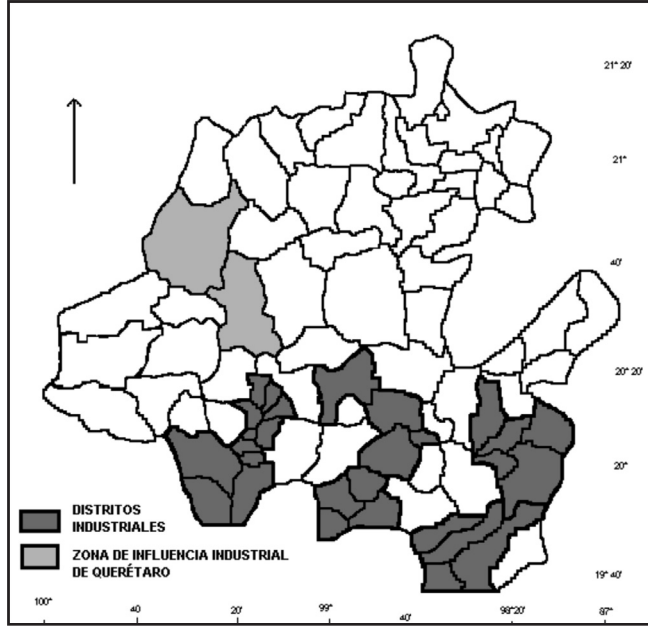 21° 20'
21°
40'
20° 20'
20°
19° 40'
DISTRITOS
INDUSTRIALES
ZONA DE INFLUENCIA INDUSTRIAL
DE QUERÉTARO
100° 40 20' 99° 40' 98°20' 87°